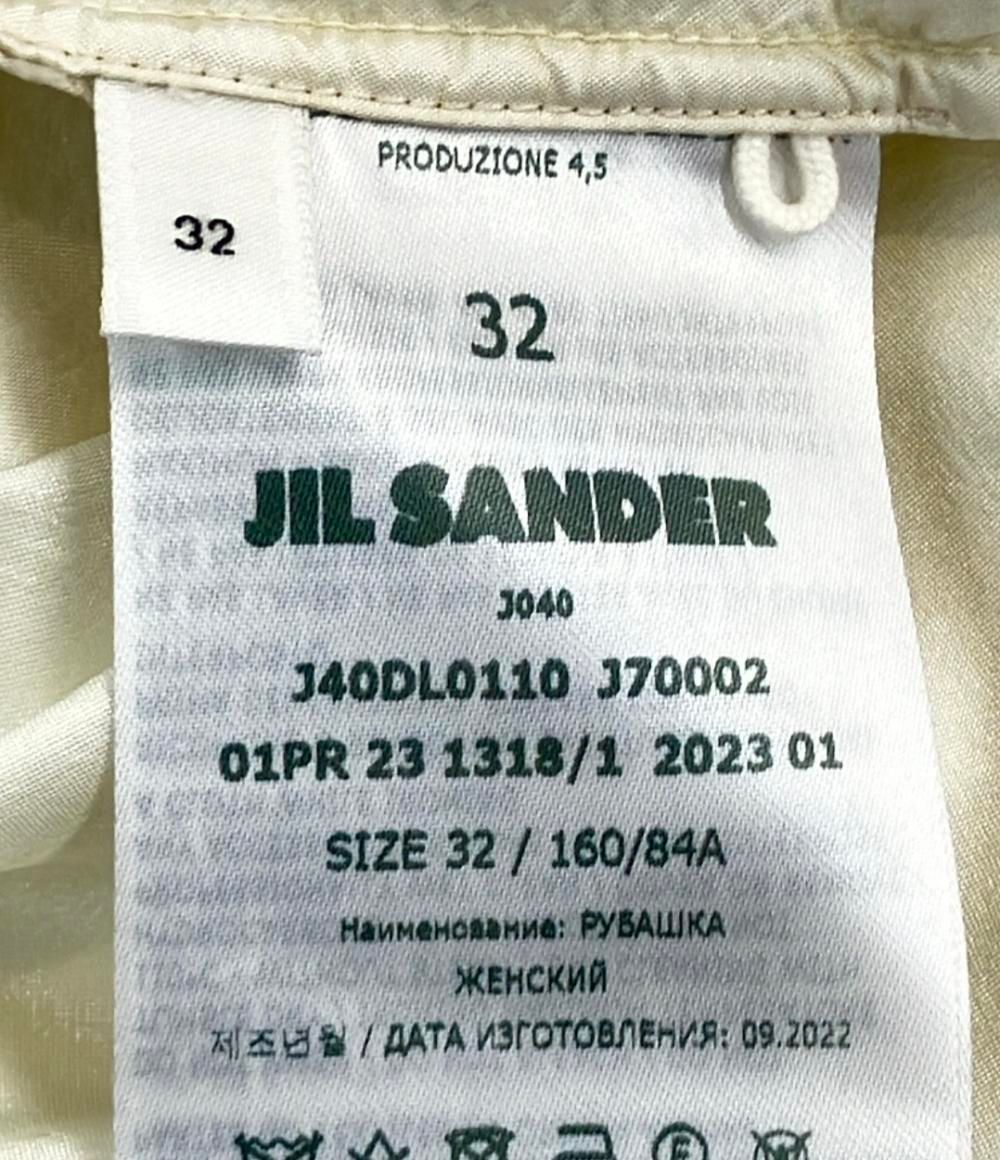 PRODUZIONE 4,5
32
32
JIL SANDER
J040
J40DL0110 J70002
01PR 23 1318/1 2023 01
SIZE 32 / 160/84A
Наименование: РУБАШКА
ЖЕНСКИЙ
제조년월 / ДАТА ИЗГОТОВЛЕНИЯ: 09.2022